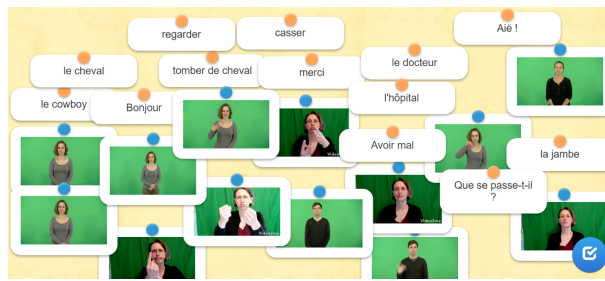 Aïe !
regarder
casser
le docteur
le cheval
tomber de cheval
merci
l'hôpital
le cowboy
Bonjour
Avoir mal
la jambe
Que se passe-t-il
?